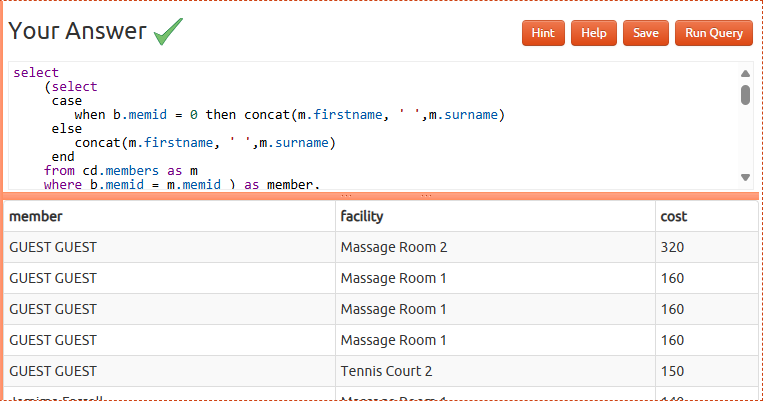 Your Answer
Hint Help Save Run Query
select
(select
case
when b.memid = 0 then concat(m.firstname, ' ',m.surname)
else
concat(m.firstname, ' ',m.surname)
end
from cd.members as m
where b.memid = m.memid ) as member,
member facility cost
GUEST GUEST Massage Room 2 320
GUEST GUEST Massage Room 1 160
GUEST GUEST Massage Room 1 160
GUEST GUEST Massage Room 1 160
GUEST GUEST Tennis Court 2 150